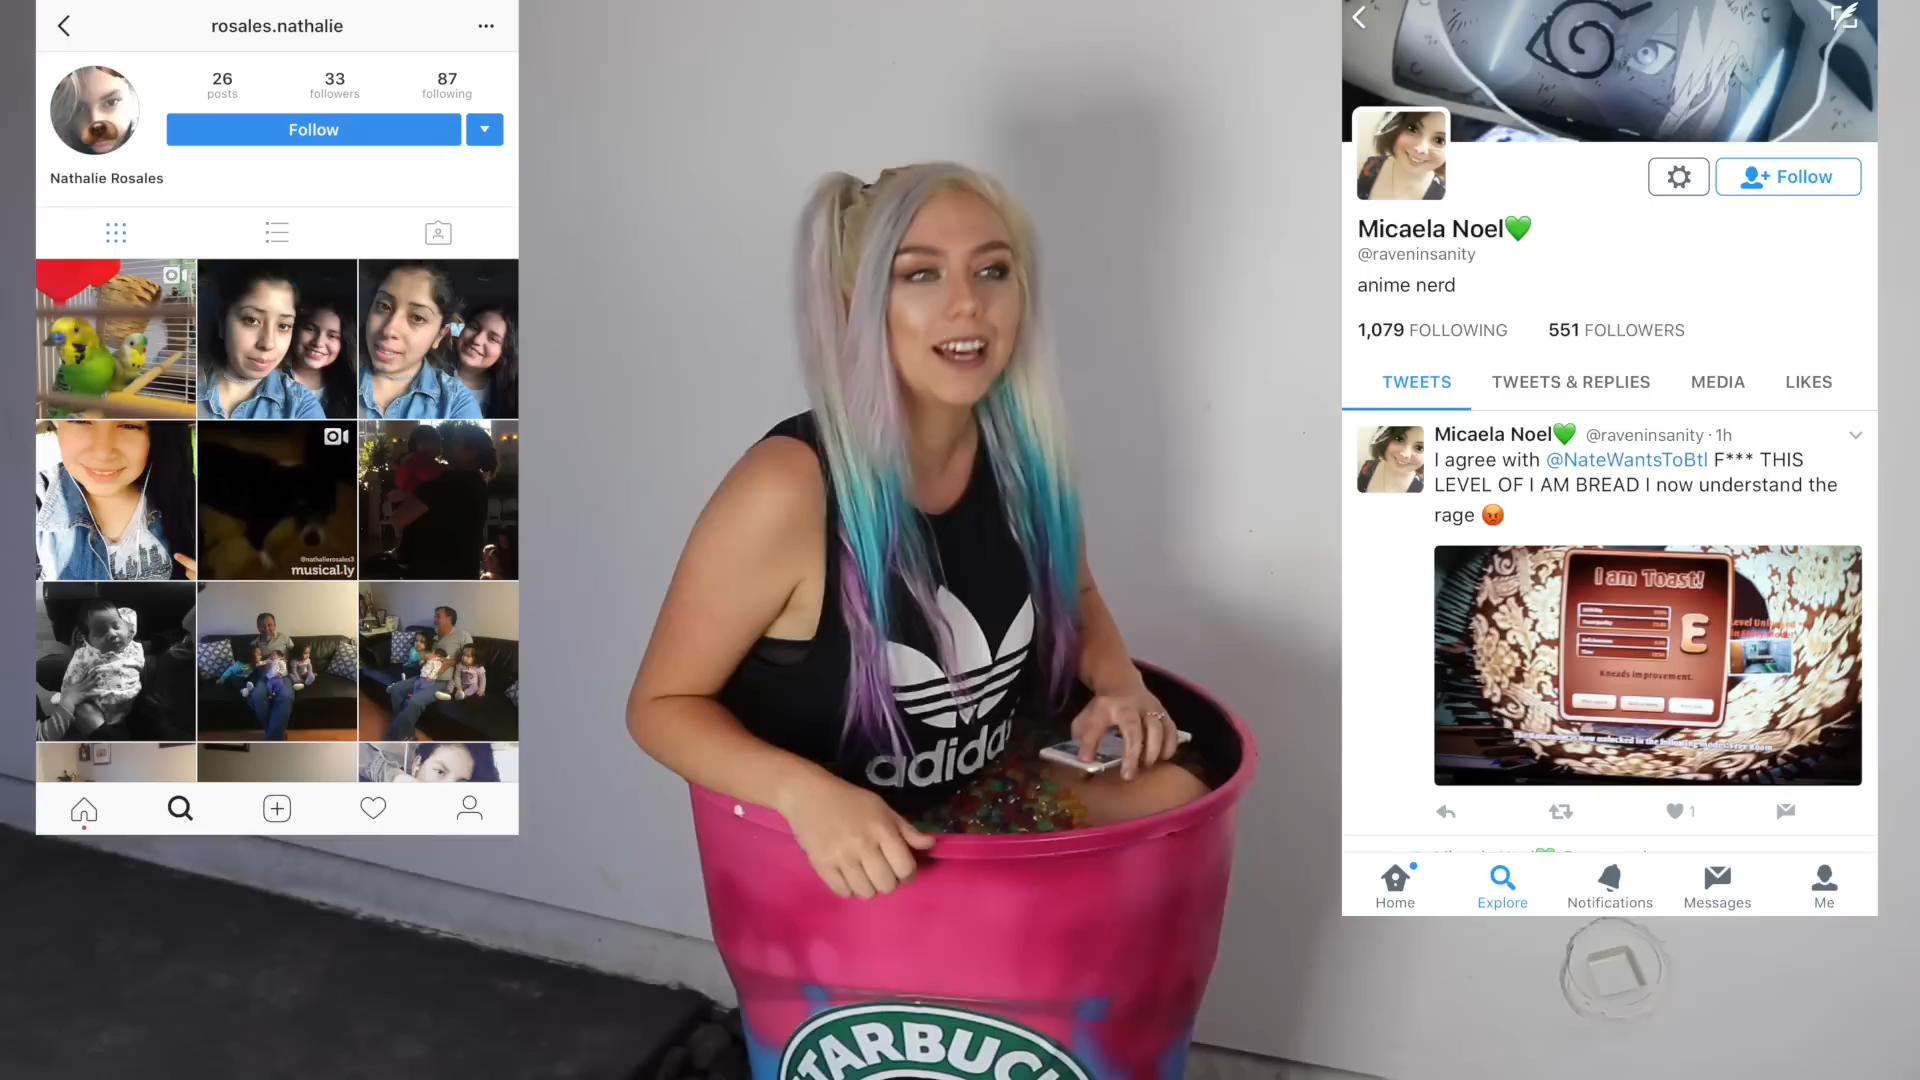 rosales.nathalie
26
33
87
posts
followers
following
Follow
Nathalie Rosales
@nathalierosales3
musical.ly
adidas
STARBUC
Follow
Micaela Noel💚
@raveninsanity
anime nerd
1,079 FOLLOWING 551 FOLLOWERS
TWEETS TWEETS & REPLIES MEDIA LIKES
Micaela Noel💚 @raveninsanity · 1h
I agree with @NateWantsToBtl F*** THIS
LEVEL OF I AM BREAD I now understand the
rage 😡
I am Toast!
E
Kneads improvement.
1
Home
Explore
Notifications
Messages
Me